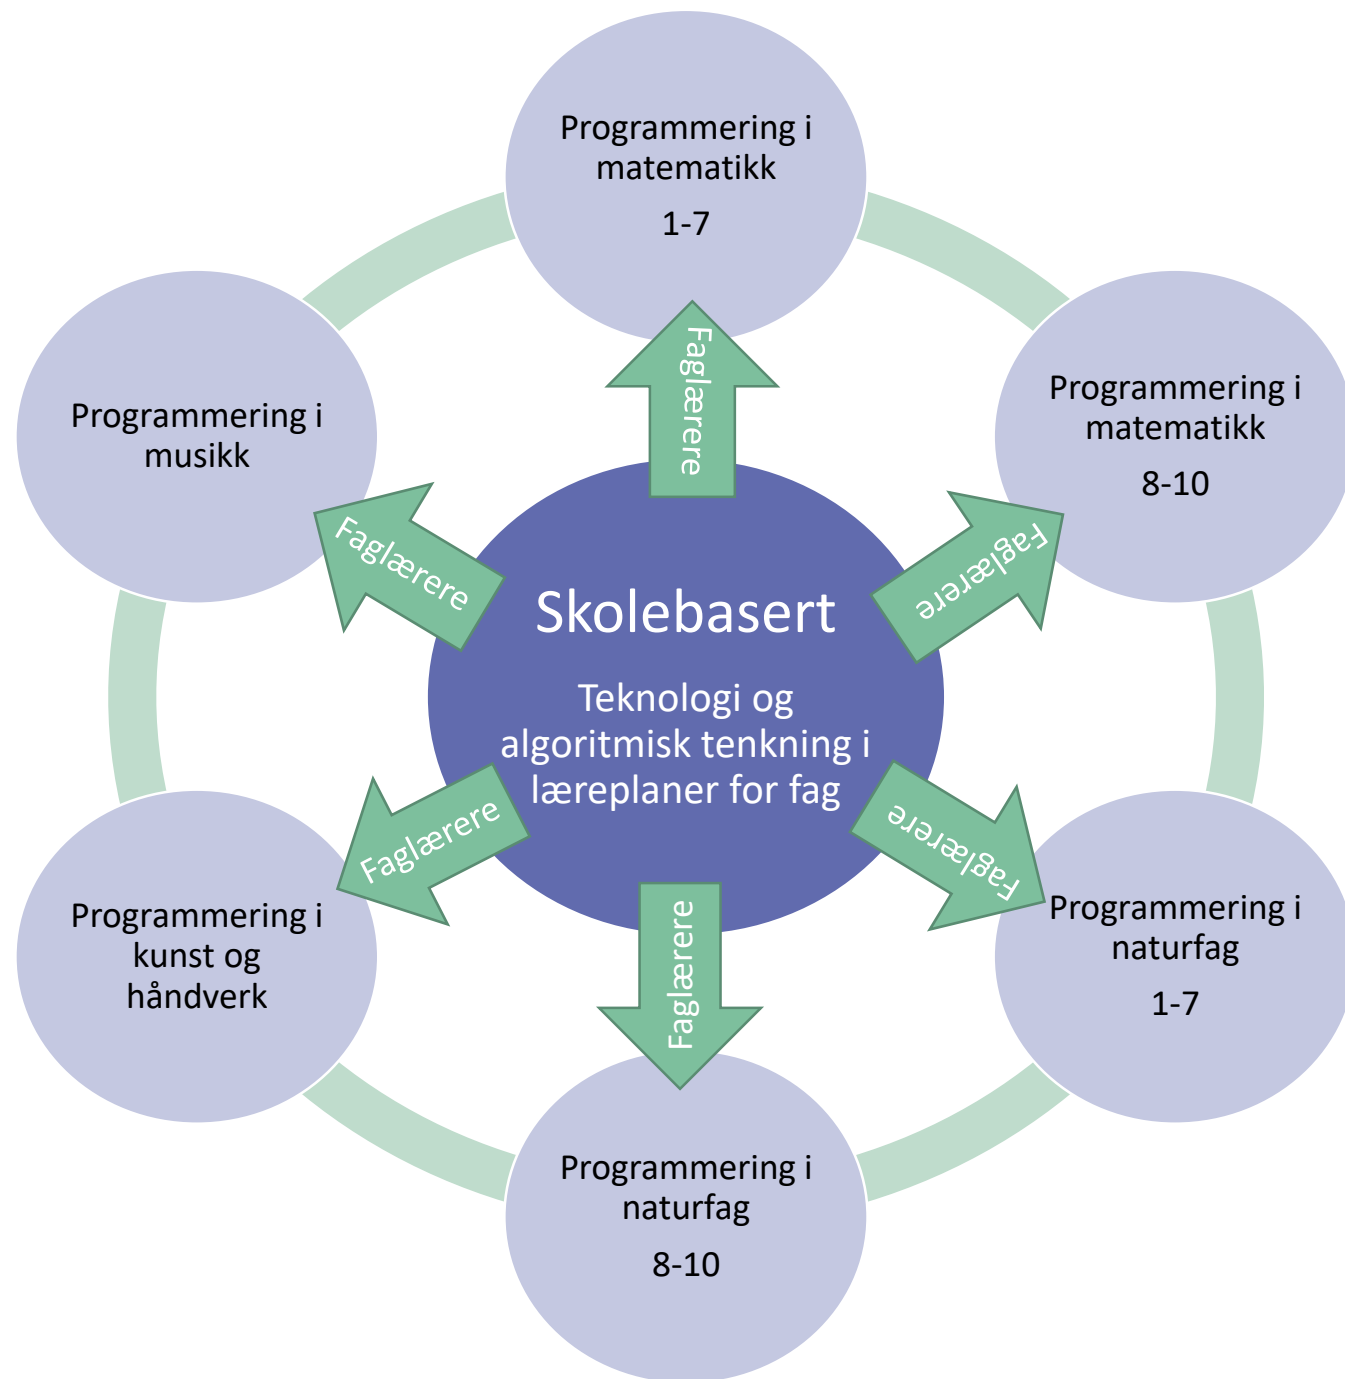 Programmering i
matematikk
1-7
Faglærere
Programmering i
matematikk
8-10
Faglærere
Programmering i
naturfag
1-7
Faglærere
Programmering i
naturfag
8-10
Faglærere
Programmering i
kunst og
håndverk
Faglærere
Programmering i
musikk
Faglærere
Skolebasert
Teknologi og
algoritmisk tenkning i
læreplaner for fag